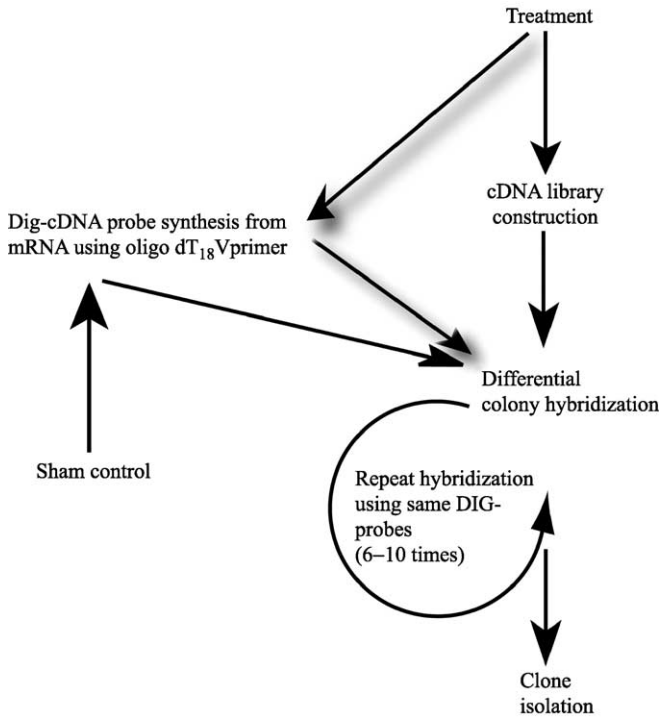 Treatment
cDNA library
construction
Dig-cDNA probe synthesis from
mRNA using oligo dT₁₈Vprimer
Differential
colony hybridization
Sham control
Repeat hybridization
using same DIG-
probes
(6–10 times)
Clone
isolation